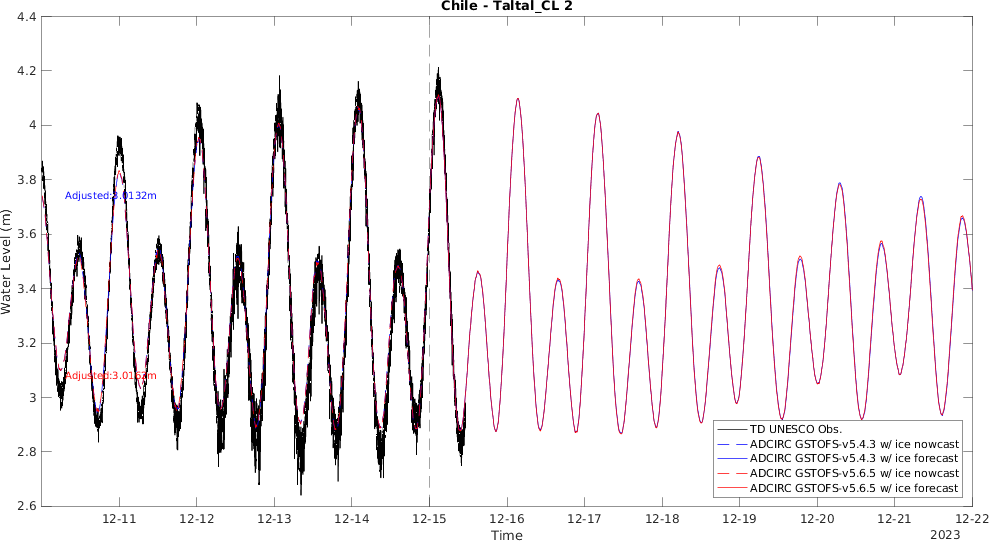 Chile - Taltal_CL 2
4.4
4.2
4
3.8
3.6
3.4
3.2
3
2.8
2.6
Water Level (m)
Adjusted:3.0132m
Adjusted:3.0163m
TD UNESCO Obs.
ADCIRC GSTOFS-v5.4.3 w/ ice nowcast
ADCIRC GSTOFS-v5.4.3 w/ ice forecast
ADCIRC GSTOFS-v5.6.5 w/ ice nowcast
ADCIRC GSTOFS-v5.6.5 w/ ice forecast
12-11 12-12 12-13 12-14 12-15 12-16 12-17 12-18 12-19 12-20 12-21 12-22
Time
2023